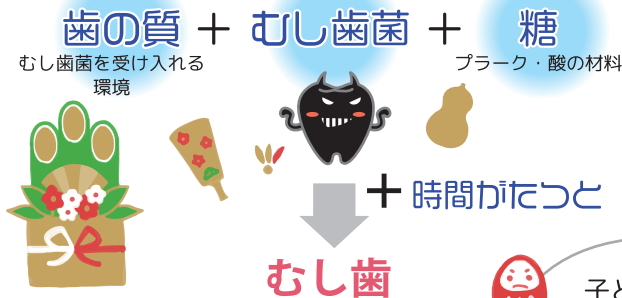 歯の質 + むし歯菌 + 糖
むし歯菌を受け入れる
環境
プラーク・酸の材料
+ 時間がたつと
むし歯
子